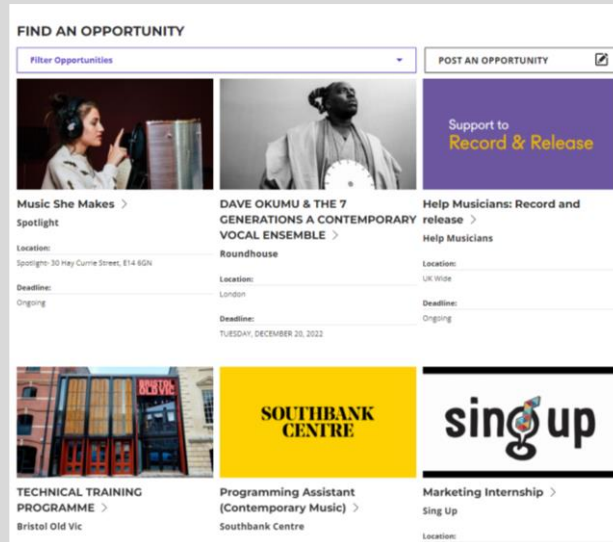 FIND AN OPPORTUNITY
Filter Opportunities
POST AN OPPORTUNITY
Support to
Record & Release
Music She Makes >
Spotlight
Location:
Spotlight- 30 Hay Currie Street, E14 6GN
Deadline:
Ongoing
DAVE OKUMU & THE 7
GENERATIONS A CONTEMPORARY
VOCAL ENSEMBLE >
Roundhouse
Location:
London
Deadline:
TUESDAY, DECEMBER 20, 2022
Help Musicians: Record and
release >
Help Musicians
Location:
UK Wide
Deadline:
Ongoing
BRISTOL
OLD VIC
SOUTHBANK
CENTRE
sing up
TECHNICAL TRAINING
PROGRAMME >
Bristol Old Vic
Programming Assistant
(Contemporary Music) >
Southbank Centre
Marketing Internship >
Sing Up
Location: